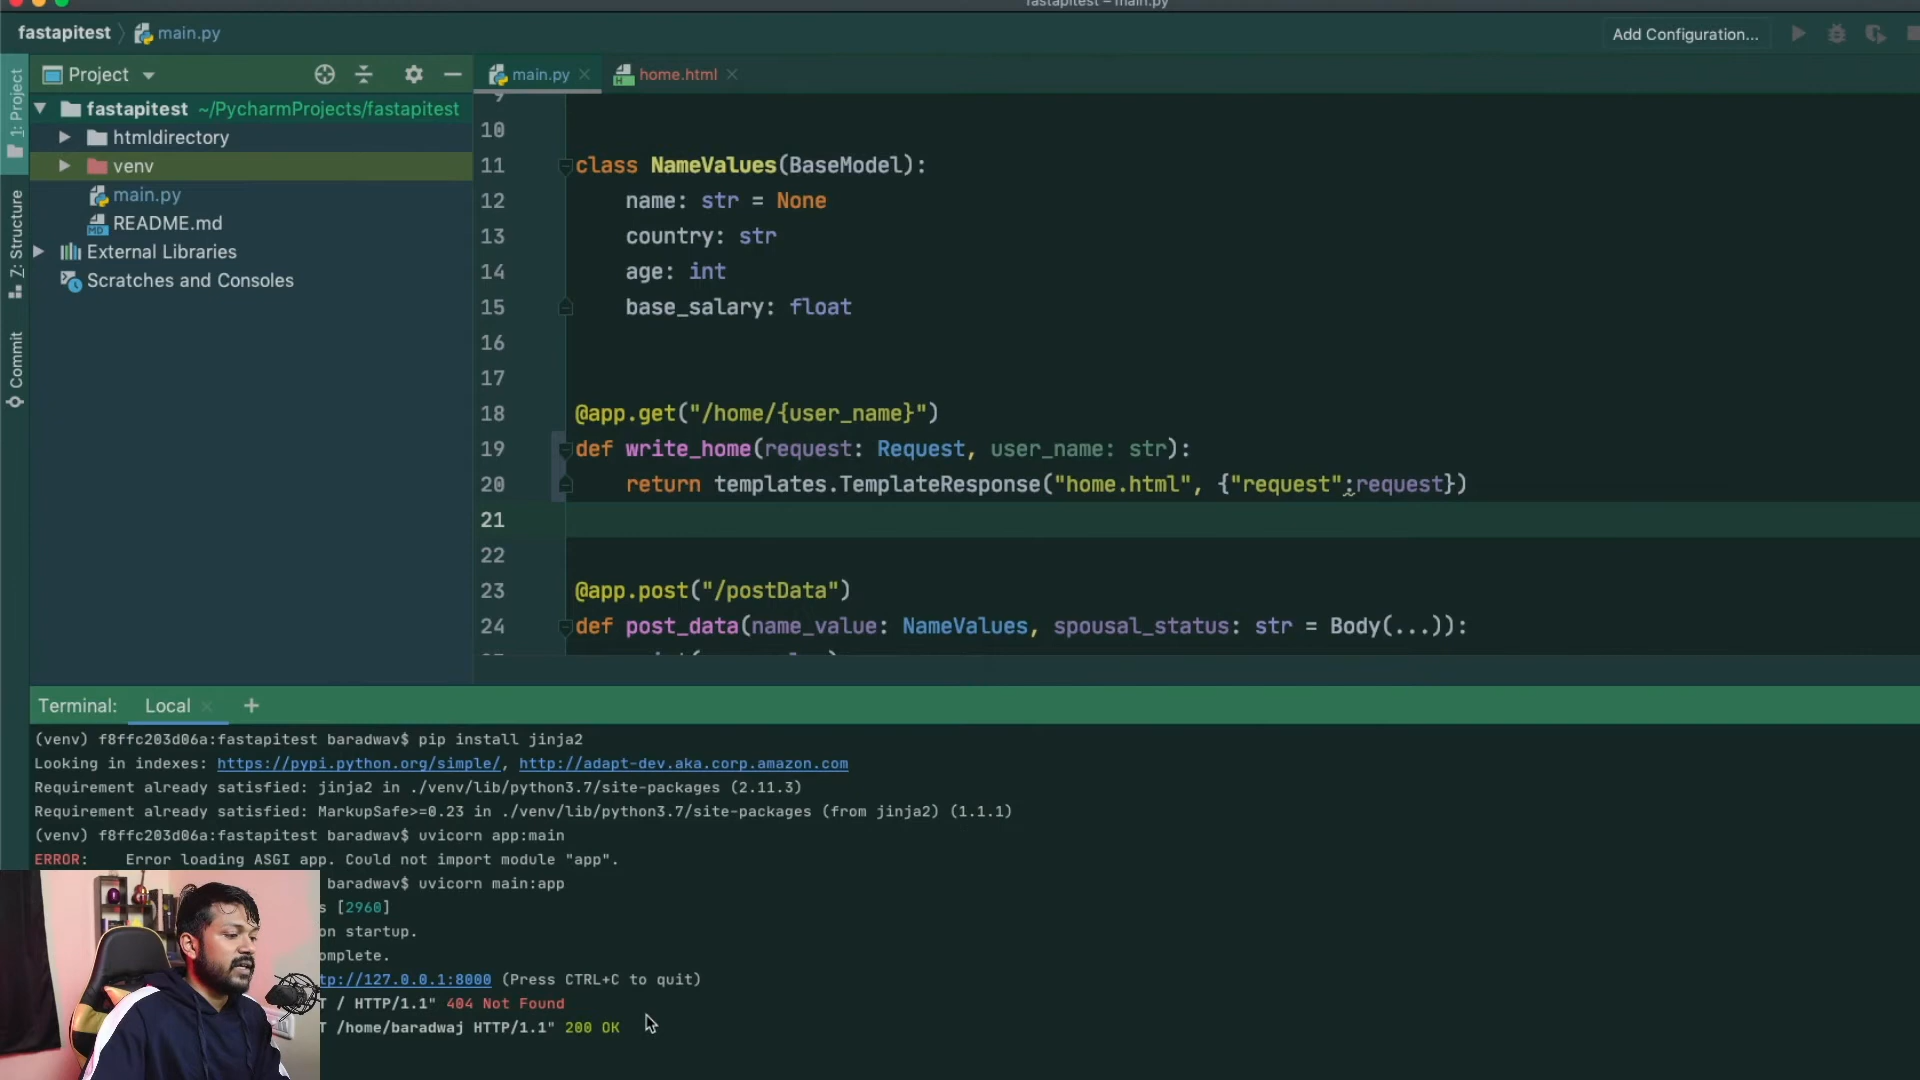 fastapitest – main.py
fastapitest
main.py
Add Configuration...
Project
main.py
home.html
1: Project
Z: Structure
Commit
fastapitest ~/PycharmProjects/fastapitest
htmldirectory
venv
main.py
README.md
External Libraries
Scratches and Consoles
9
10
11 class NameValues(BaseModel):
12 name: str = None
13 country: str
14 age: int
15 base_salary: float
16
17
18 @app.get("/home/{user_name}")
19 def write_home(request: Request, user_name: str):
20 return templates.TemplateResponse("home.html", {"request":request})
21
22
23 @app.post("/postData")
24 def post_data(name_value: NameValues, spousal_status: str = Body(...)):
Terminal: Local +
(venv) f8ffc203d06a:fastapitest baradwav$ pip install jinja2
Looking in indexes: https://pypi.python.org/simple/, http://adapt-dev.aka.corp.amazon.com
Requirement already satisfied: jinja2 in ./venv/lib/python3.7/site-packages (2.11.3)
Requirement already satisfied: MarkupSafe>=0.23 in ./venv/lib/python3.7/site-packages (from jinja2) (1.1.1)
(venv) f8ffc203d06a:fastapitest baradwav$ uvicorn app:main
ERROR: Error loading ASGI app. Could not import module "app".
baradwav$ uvicorn main:app
s [2960]
on startup.
omplete.
tp://127.0.0.1:8000 (Press CTRL+C to quit)
T / HTTP/1.1" 404 Not Found
T /home/baradwaj HTTP/1.1" 200 OK